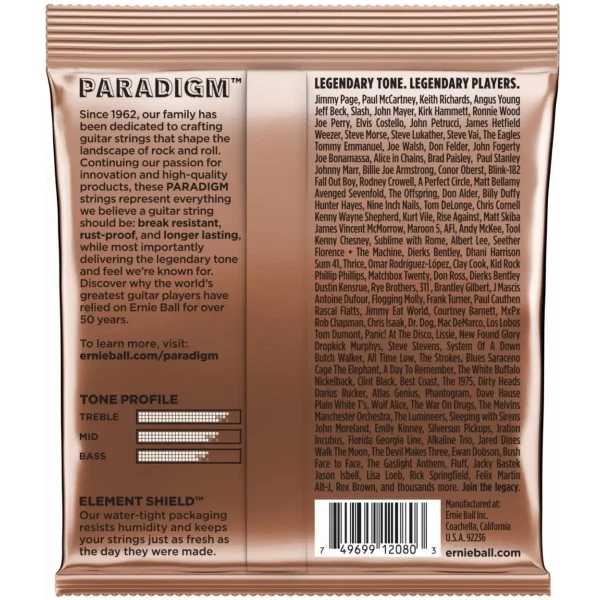 PARADIGM™
Since 1962, our family has
been dedicated to crafting
guitar strings that shape the
landscape of rock and roll.
Continuing our passion for
innovation and high-quality
products, these PARADIGM
strings represent everything
we believe a guitar string
should be: break resistant,
rust-proof, and longer lasting,
while most importantly
delivering the legendary tone
and feel we're known for.
Discover why the world's
greatest guitar players have
relied on Ernie Ball for over
50 years.
To learn more, visit:
ernieball.com/paradigm
TONE PROFILE
TREBLE
MID
BASS
ELEMENT SHIELD™
Our water-tight packaging
resists humidity and keeps
your strings just as fresh as
the day they were made.
LEGENDARY TONE. LEGENDARY PLAYERS.
Jimmy Page, Paul McCartney, Keith Richards, Angus Young
Jeff Beck, Slash, John Mayer, Kirk Hammett, Ronnie Wood
Joe Perry, Elvis Costello, John Petrucci, James Hetfield
Weezer, Steve Morse, Steve Lukather, Steve Vai, The Eagles
Tommy Emmanuel, Joe Walsh, Don Felder, John Fogerty
Joe Bonamassa, Alice in Chains, Brad Paisley, Paul Stanley
Johnny Marr, Billie Joe Armstrong, Conor Oberst, Blink-182
Fall Out Boy, Rodney Crowell, A Perfect Circle, Matt Bellamy
Avenged Sevenfold, The Offspring, Don Alder, Billy Duffy
Hunter Hayes, Nine Inch Nails, Tom DeLonge, Chris Cornell
Kenny Wayne Shepherd, Kurt Vile, Rise Against, Matt Skiba
James Vincent McMorrow, Maroon 5, AFI, Andy McKee, Tool
Kenny Chesney, Sublime with Rome, Albert Lee, Seether
Florence + The Machine, Dierks Bentley, Dhani Harrison
Sum 41, Thrice, Omar Rodríguez-López, Clay Cook, Kid Rock
Phillip Phillips, Matchbox Twenty, Don Ross, Dierks Bentley
Dustin Kensrue, Rye Brothers, 311, Brantley Gilbert, J Mascis
Antoine Dufour, Flogging Molly, Frank Turner, Paul Cauthen
Rascal Flatts, Jimmy Eat World, Courtney Barnett, MxPx
Rob Chapman, Chris Isaak, Dr. Dog, Mac DeMarco, Los Lobos
Tom Dumont, Panic! At The Disco, Lissie, New Found Glory
Dropkick Murphys, Steve Stevens, System Of A Down
Butch Walker, All Time Low, The Strokes, Blues Saraceno
Cage The Elephant, A Day To Remember, The White Buffalo
Nickelback, Clint Black, Best Coast, The 1975, Dirty Heads
Darius Rucker, Atlas Genius, Phantogram, Dave Hause
Plain White T's, Wolf Alice, The War On Drugs, The Melvins
Manchester Orchestra, The Lumineers, Sleeping with Sirens
John Moreland, Emily Kinney, Silversun Pickups, Iration
Incubus, Florida Georgia Line, Alkaline Trio, Jared Dines
Walk The Moon, The Devil Makes Three, Ewan Dobson, Bush
Face to Face, The Gaslight Anthem, Fluff, Jacky Bastek
Jason Isbell, Lisa Loeb, Rick Springfield, Felix Martin
Alt-J, Rex Brown, and thousands more. Join the legacy.
7 49699 12080 3
Manufactured at:
Ernie Ball Inc.
Coachella, California
U.S.A. 92236
ernieball.com